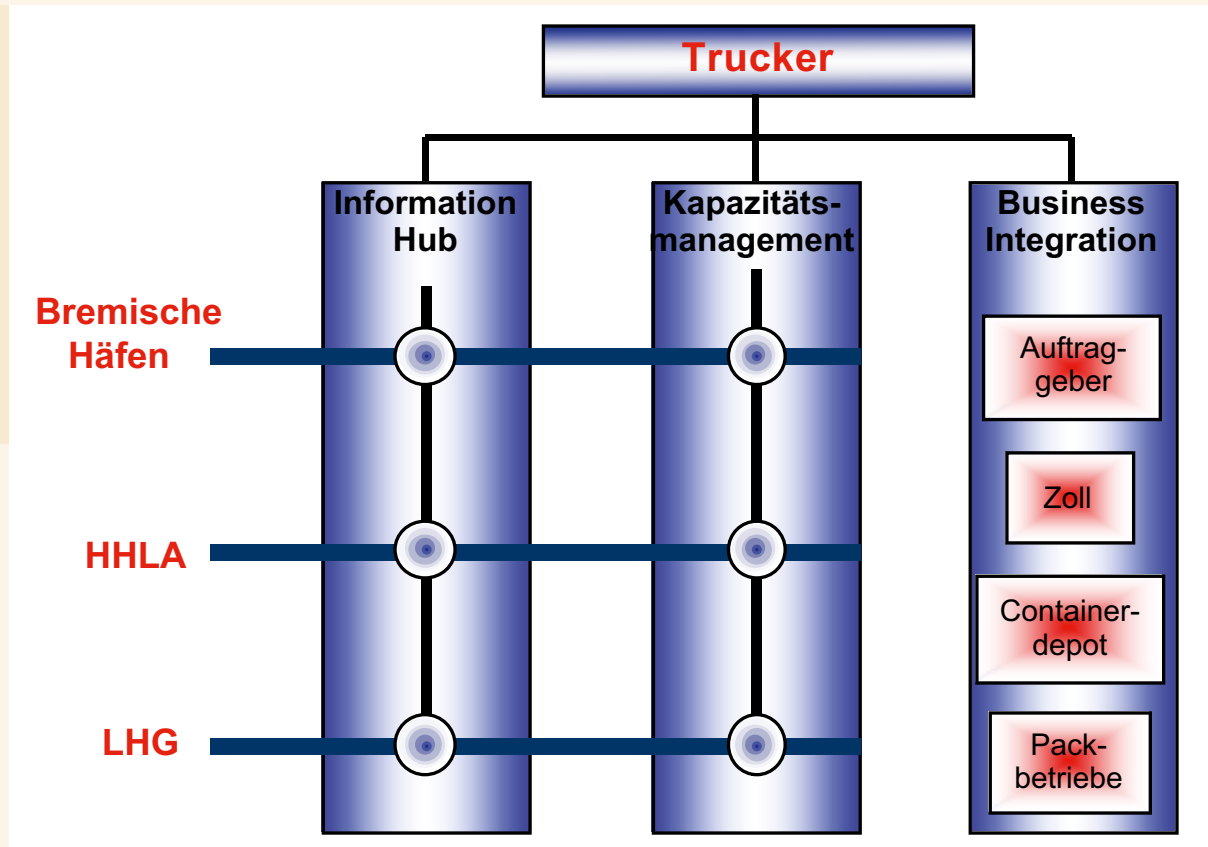 Trucker
Information
Hub
Kapazitäts-
management
Business
Integration
Bremische
Häfen
HHLA
LHG
Auftrag-
geber
Zoll
Container-
depot
Pack-
betriebe